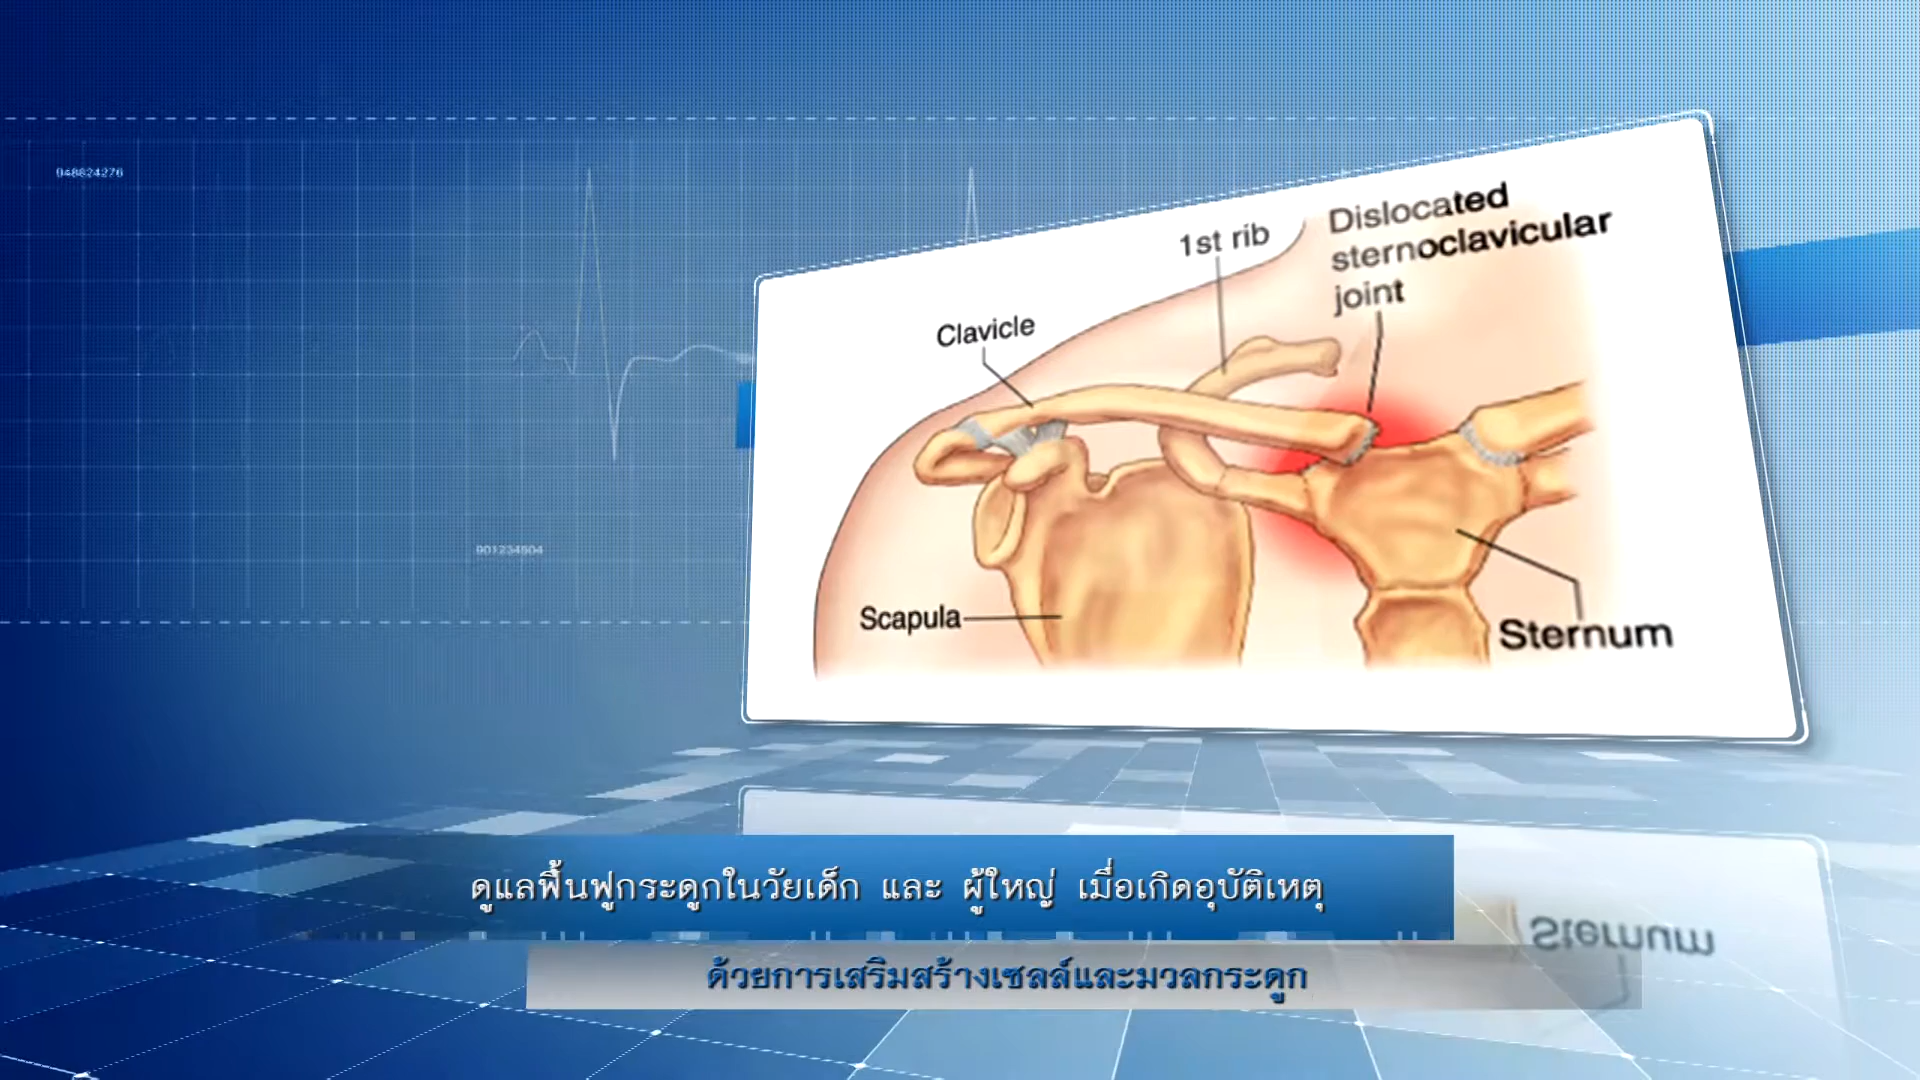 948624276
1st rib
Dislocated
sternoclavicular
joint
Clavicle
901234504
Scapula
Sternum
ดูแลฟื้นฟูกระดูกในวัยเด็ก และ ผู้ใหญ่ เมื่อเกิดอุบัติเหตุ
ด้วยการเสริมสร้างเซลล์และมวลกระดูก